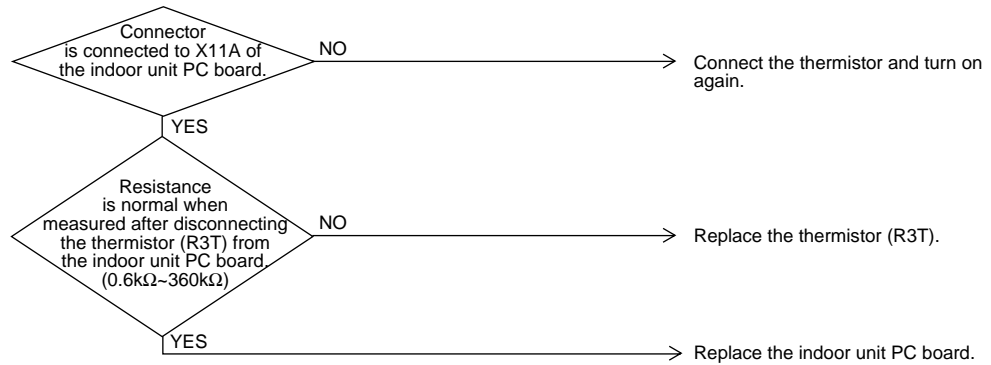 Connector
is connected to X11A of
the indoor unit PC board.
NO
Connect the thermistor and turn on
again.
YES
Resistance
is normal when
measured after disconnecting
the thermistor (R3T) from
the indoor unit PC board.
(0.6kΩ~360kΩ)
NO
Replace the thermistor (R3T).
YES
Replace the indoor unit PC board.